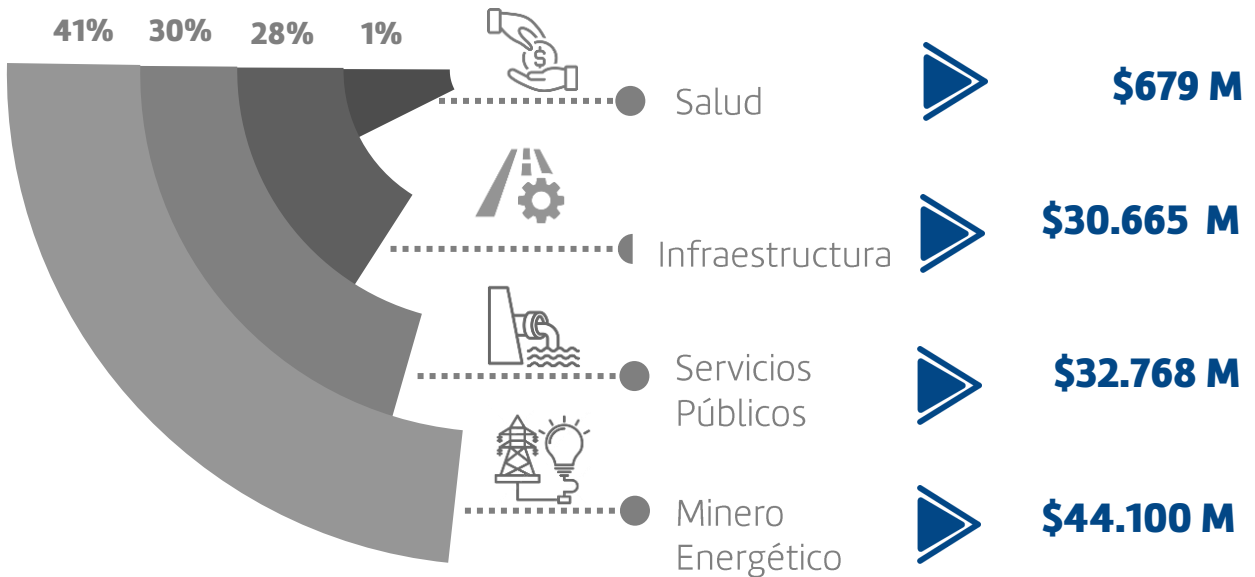 41% 30% 28% 1%
$
Salud
$679 M
Infraestructura
$30.665 M
Servicios
Públicos
$32.768 M
Minero
Energético
$44.100 M